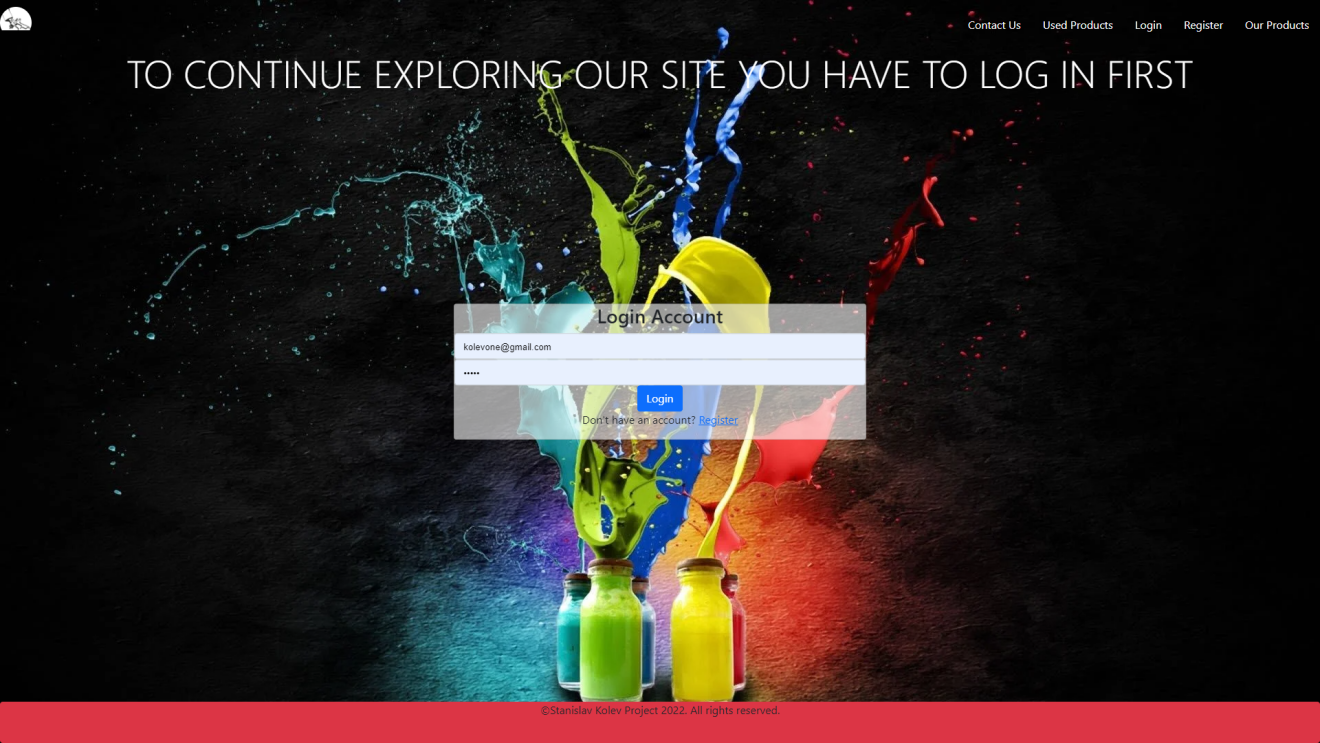 Contact Us Used Products Login Register Our Products
TO CONTINUE EXPLORING OUR SITE YOU HAVE TO LOG IN FIRST
Login Account
kolevone@gmail.com
•••••
Login
Don't have an account? Register
©Stanislav Kolev Project 2022. All rights reserved.